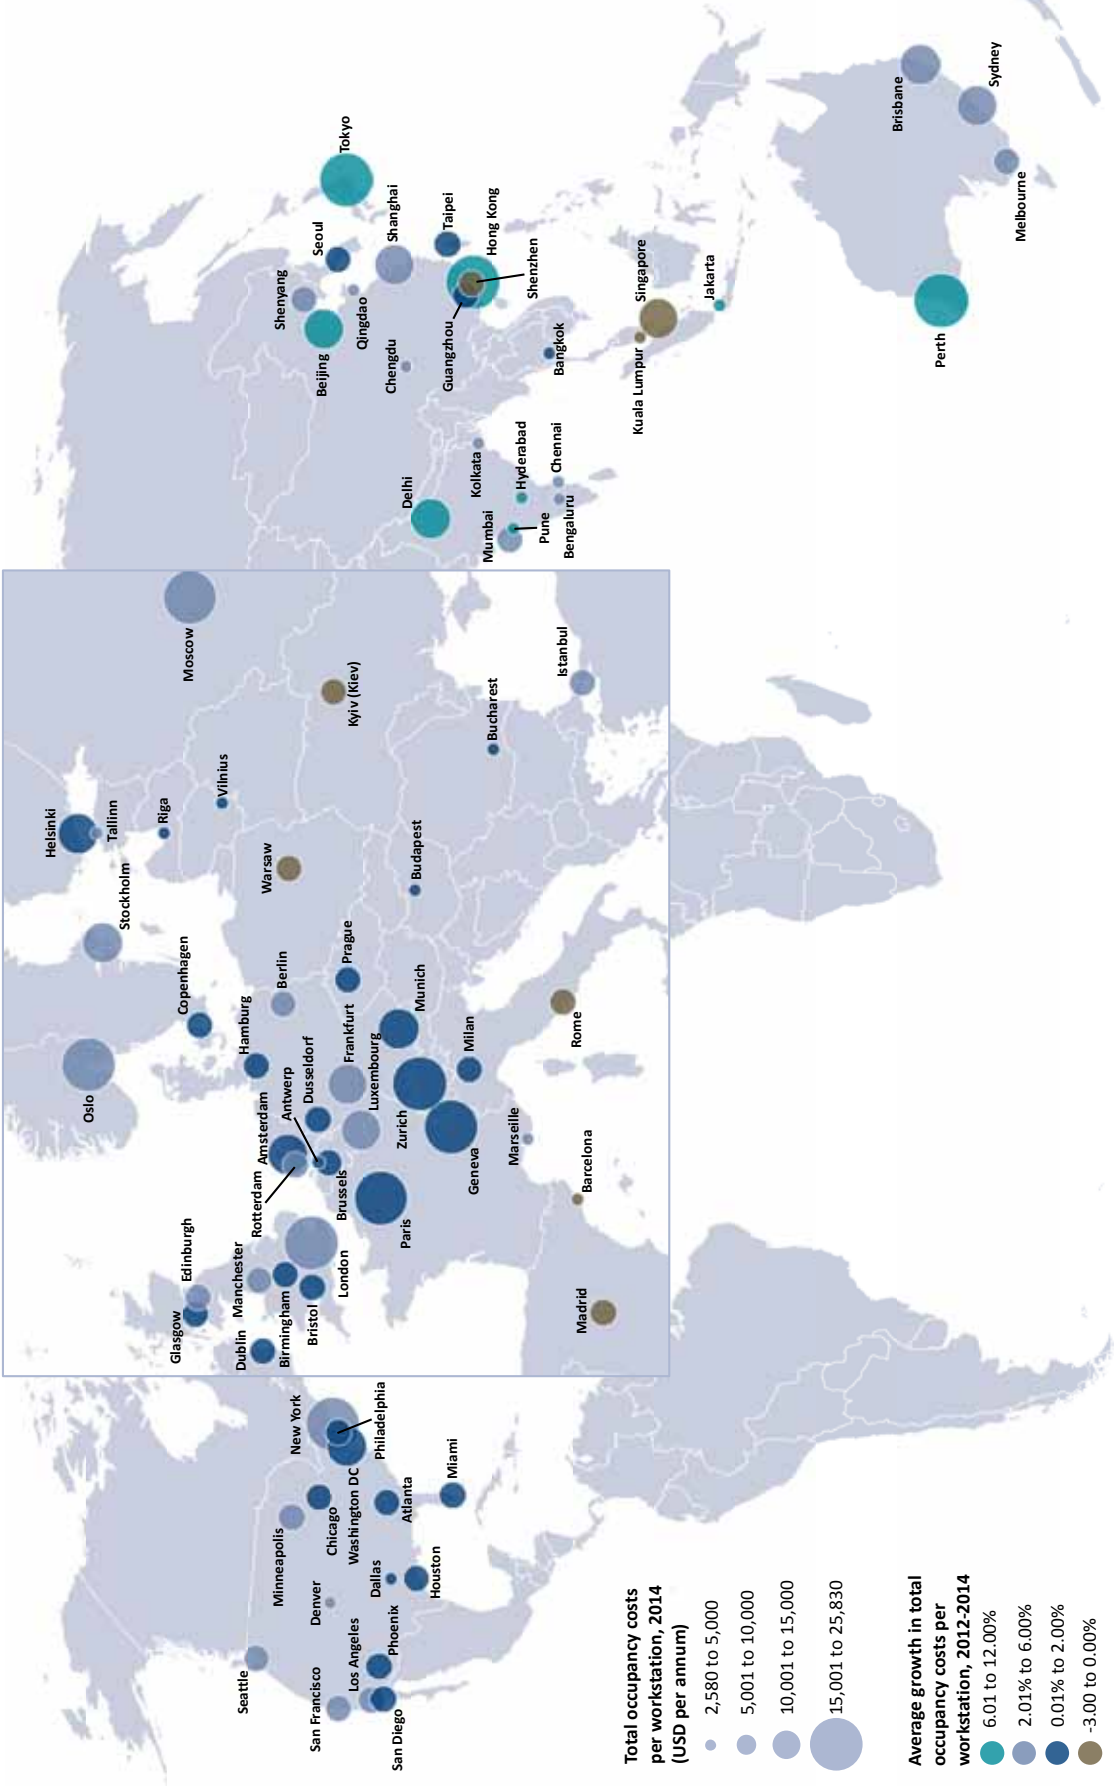 Seattle
San Francisco
Los Angeles
San Diego
Phoenix
Denver
Dallas
Houston
Minneapolis
Chicago
Washington DC
Atlanta
Miami
New York
Philadelphia
Glasgow
Edinburgh
Dublin
Manchester
Birmingham
Bristol
London
Rotterdam
Amsterdam
Antwerp
Brussels
Dusseldorf
Paris
Madrid
Barcelona
Marseille
Geneva
Zurich
Luxembourg
Frankfurt
Hamburg
Berlin
Munich
Milan
Rome
Prague
Oslo
Copenhagen
Stockholm
Helsinki
Tallinn
Riga
Vilnius
Warsaw
Budapest
Bucharest
Kyiv (Kiev)
Istanbul
Moscow
Mumbai
Pune
Bengaluru
Delhi
Kolkata
Hyderabad
Chennai
Beijing
Shenyang
Qingdao
Chengdu
Seoul
Tokyo
Shanghai
Taipei
Hong Kong
Shenzhen
Guangzhou
Bangkok
Kuala Lumpur
Singapore
Jakarta
Perth
Brisbane
Sydney
Melbourne
Total occupancy costs
per workstation, 2014
(USD per annum)
2,580 to 5,000
5,001 to 10,000
10,001 to 15,000
15,001 to 25,830
Average growth in total
occupancy costs per
workstation, 2012-2014
6.01 to 12.00%
2.01% to 6.00%
0.01% to 2.00%
-3.00 to 0.00%